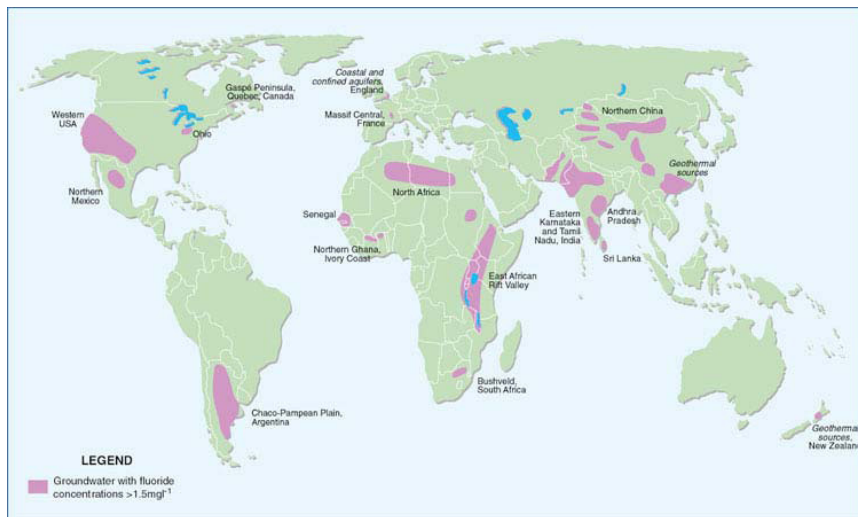 Gaspé Peninsula,
Quebec, Canada
Coastal and
confined aquifers,
England
Massif Central,
France
Western
USA
Ohio
Northern
Mexico
Northern China
Geothermal
sources
North Africa
Senegal
Northern Ghana,
Ivory Coast
Eastern
Karnataka
and Tamil
Nadu, India
Andhra
Pradesh
Sri Lanka
East African
Rift Valley
Bushveld,
South Africa
Chaco-Pampean Plain,
Argentina
Geothermal
sources,
New Zealand
LEGEND
Groundwater with fluoride
concentrations >1.5mgl⁻¹